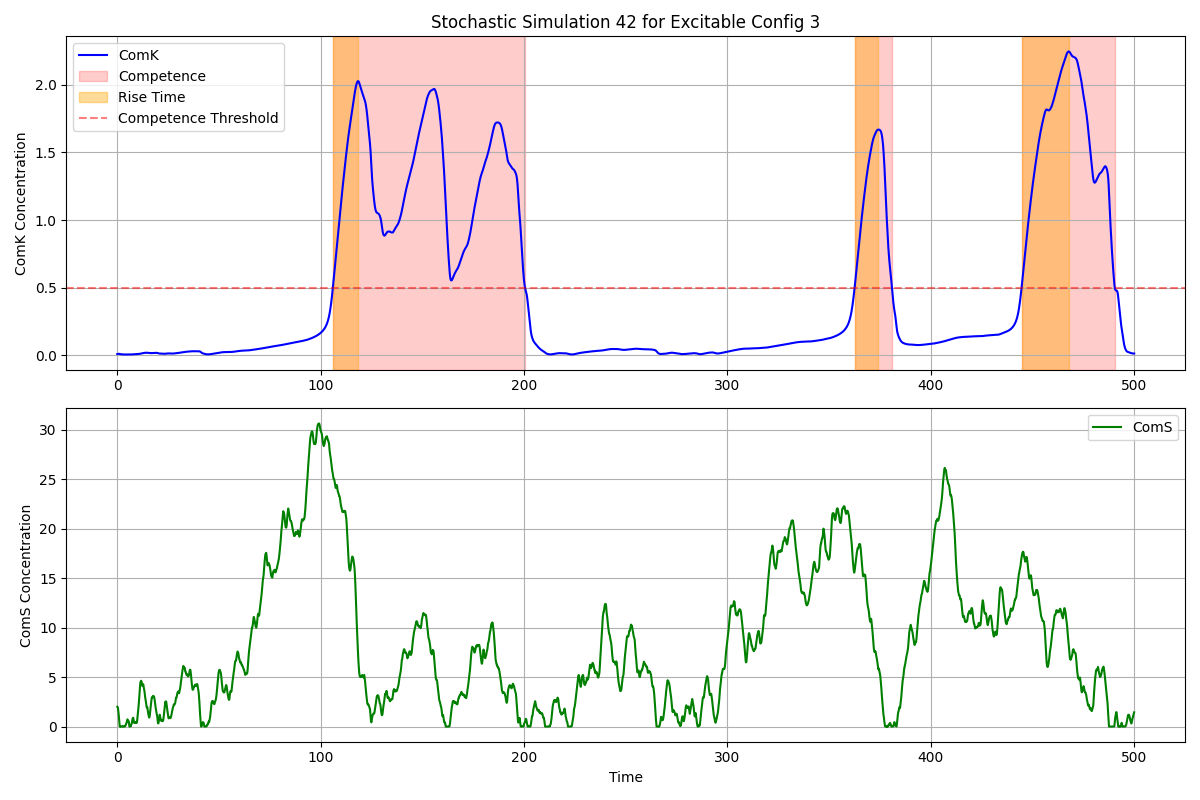 Stochastic Simulation 42 for Excitable Config 3
ComK Concentration
2.0
1.5
1.0
0.5
0.0
ComK
Competence
Rise Time
Competence Threshold
0 100 200 300 400 500
ComS Concentration
30
25
20
15
10
5
0
ComS
0 100 200 300 400 500
Time